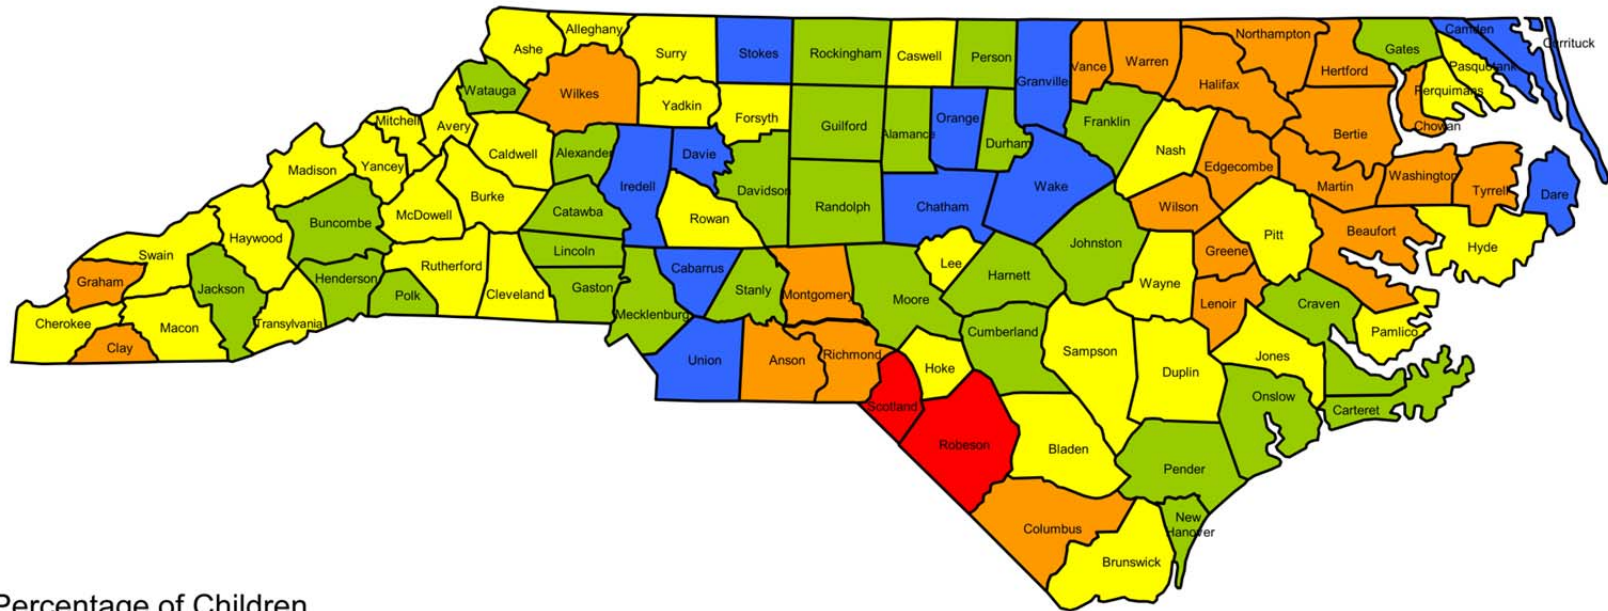 Alleghany
Ashe
Surry
Stokes
Rockingham
Caswell
Person
Granville
Vance
Warren
Northampton
Halifax
Hertford
Gates
Camden
Currituck
Pasquotank
Perquimans
Chowan
Watauga
Wilkes
Yadkin
Forsyth
Guilford
Alamance
Orange
Durham
Franklin
Nash
Edgecombe
Bertie
Martin
Washington
Tyrrell
Dare
Mitchell
Avery
Caldwell
Alexander
Iredell
Davie
Davidson
Randolph
Chatham
Wake
Wilson
Madison
Yancey
McDowell
Burke
Catawba
Rowan
Johnston
Greene
Pitt
Beaufort
Hyde
Swain
Haywood
Buncombe
Rutherford
Cleveland
Lincoln
Gaston
Mecklenburg
Cabarrus
Stanly
Montgomery
Moore
Lee
Harnett
Wayne
Lenoir
Craven
Pamlico
Graham
Jackson
Henderson
Polk
Transylvania
Macon
Cherokee
Clay
Union
Anson
Richmond
Hoke
Cumberland
Sampson
Duplin
Jones
Onslow
Carteret
Scotland
Robeson
Bladen
Pender
Columbus
New
Hanover
Brunswick
Percentage of Children